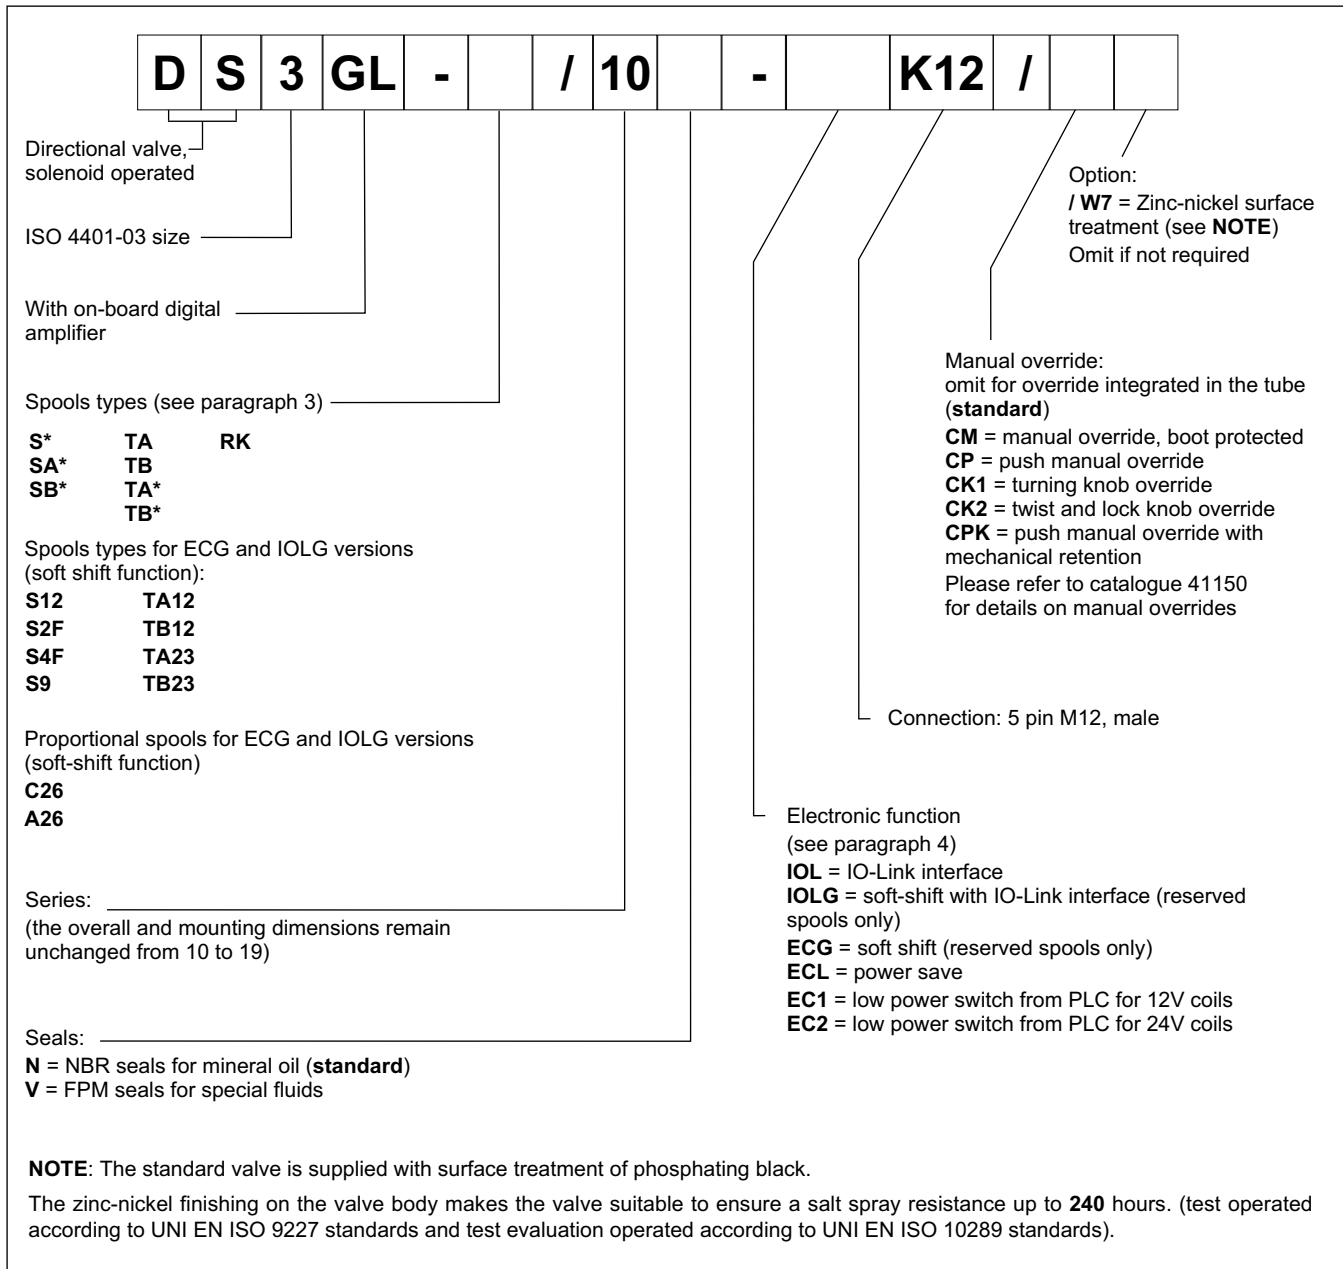 D S 3 GL - / 10 - K12 /
Directional valve,
solenoid operated
ISO 4401-03 size
With on-board digital
amplifier
Spools types (see paragraph 3)
S* TA RK
SA* TB
SB* TA*
TB*
Spools types for ECG and IOLG versions
(soft shift function):
S12 TA12
S2F TB12
S4F TA23
S9 TB23
Proportional spools for ECG and IOLG versions
(soft-shift function)
C26
A26
Series:
(the overall and mounting dimensions remain
unchanged from 10 to 19)
Seals:
N = NBR seals for mineral oil (standard)
V = FPM seals for special fluids
Option:
/ W7 = Zinc-nickel surface
treatment (see NOTE)
Omit if not required
Manual override:
omit for override integrated in the tube
(standard)
CM = manual override, boot protected
CP = push manual override
CK1 = turning knob override
CK2 = twist and lock knob override
CPK = push manual override with
mechanical retention
Please refer to catalogue 41150
for details on manual overrides
Connection: 5 pin M12, male
Electronic function
(see paragraph 4)
IOL = IO-Link interface
IOLG = soft-shift with IO-Link interface (reserved
spools only)
ECG = soft shift (reserved spools only)
ECL = power save
EC1 = low power switch from PLC for 12V coils
EC2 = low power switch from PLC for 24V coils
NOTE: The standard valve is supplied with surface treatment of phosphating black.
The zinc-nickel finishing on the valve body makes the valve suitable to ensure a salt spray resistance up to 240 hours. (test operated
according to UNI EN ISO 9227 standards and test evaluation operated according to UNI EN ISO 10289 standards).